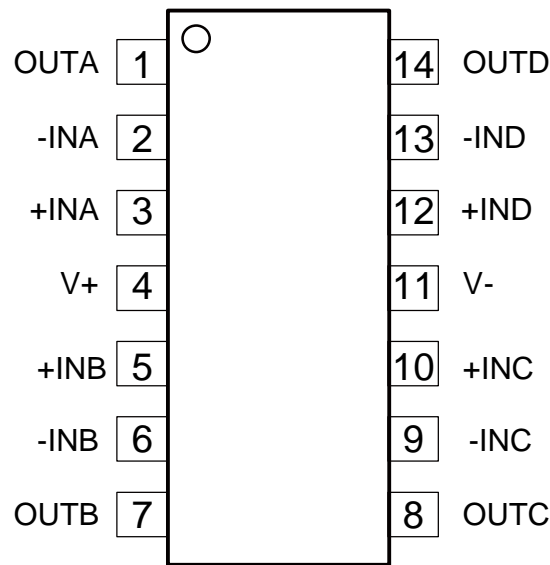 OUTA 1 14 OUTD
-INA 2 13 -IND
+INA 3 12 +IND
V+ 4 11 V-
+INB 5 10 +INC
-INB 6 9 -INC
OUTB 7 8 OUTC